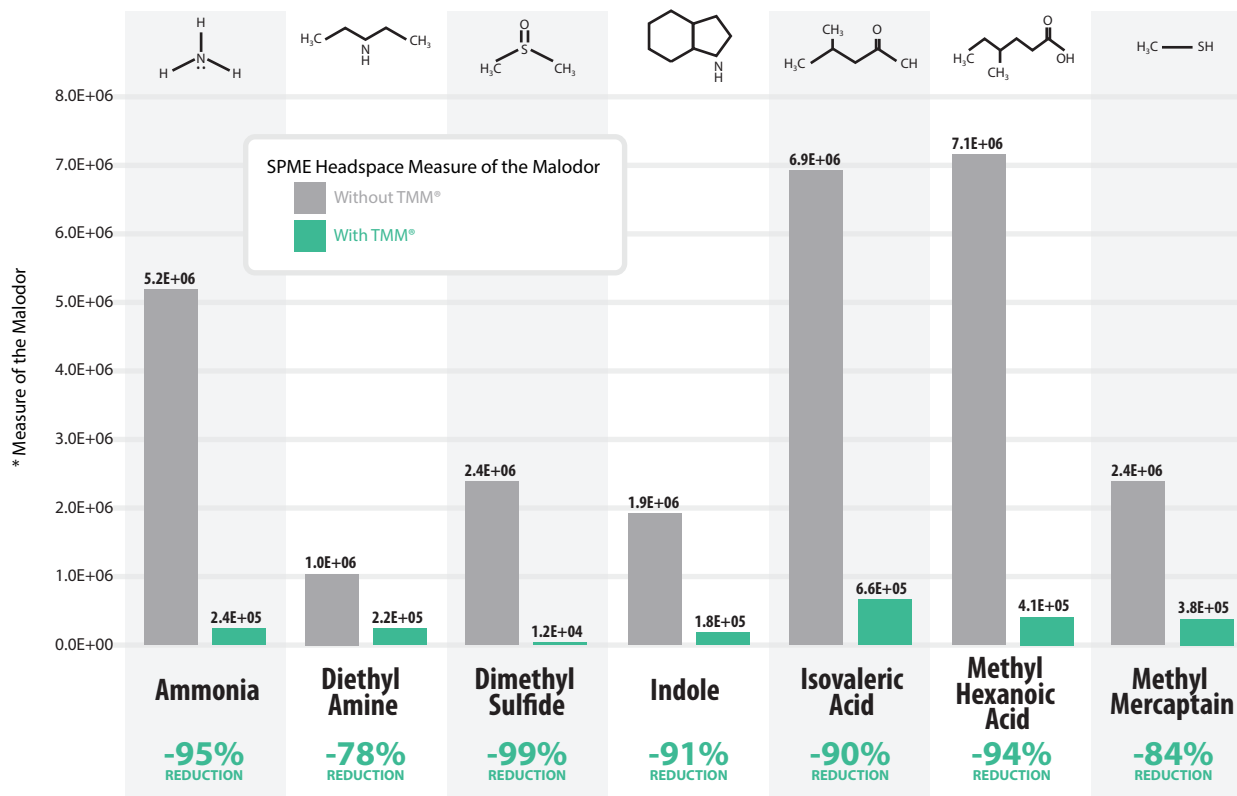 H
N
H
H
H₃C
N
H
CH₃
O
S
H₃C
CH₃
N
H
CH₃
O
H₃C
CH
O
H₃C
CH₃
OH
H₃C
SH
8.0E+06
7.0E+06
6.0E+06
5.0E+06
4.0E+06
3.0E+06
2.0E+06
1.0E+06
0.0E+00
* Measure of the Malodor
SPME Headspace Measure of the Malodor
Without TMM®
With TMM®
5.2E+06
2.4E+05
1.0E+06
2.2E+05
2.4E+06
1.2E+04
1.9E+06
1.8E+05
6.9E+06
6.6E+05
7.1E+06
4.1E+05
2.4E+06
3.8E+05
Ammonia
Diethyl
Amine
Dimethyl
Sulfide
Indole
Isovaleric
Acid
Methyl
Hexanoic
Acid
Methyl
Mercaptain
-95%
REDUCTION
-78%
REDUCTION
-99%
REDUCTION
-91%
REDUCTION
-90%
REDUCTION
-94%
REDUCTION
-84%
REDUCTION